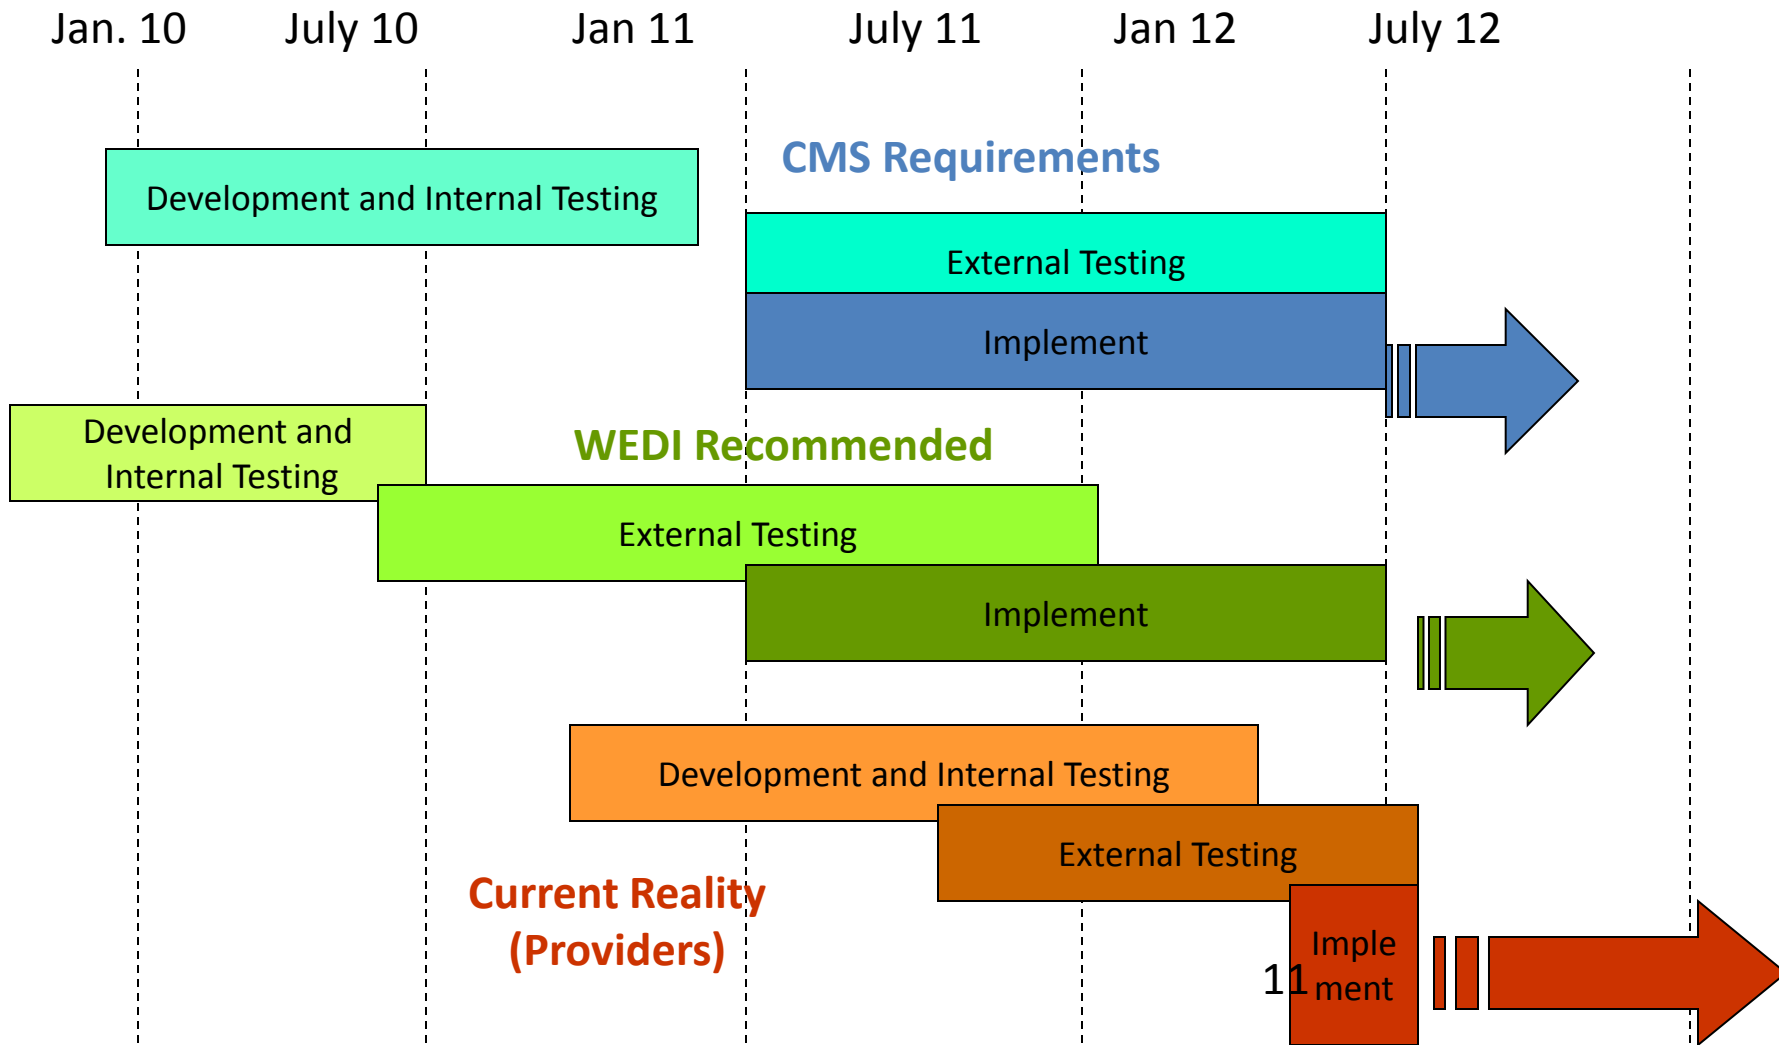 Jan. 10 July 10 Jan 11 July 11 Jan 12 July 12
CMS Requirements
Development and Internal Testing
External Testing
Implement
Development and
Internal Testing
WEDI Recommended
External Testing
Implement
Development and Internal Testing
External Testing
Current Reality
(Providers)
Imple
ment
11